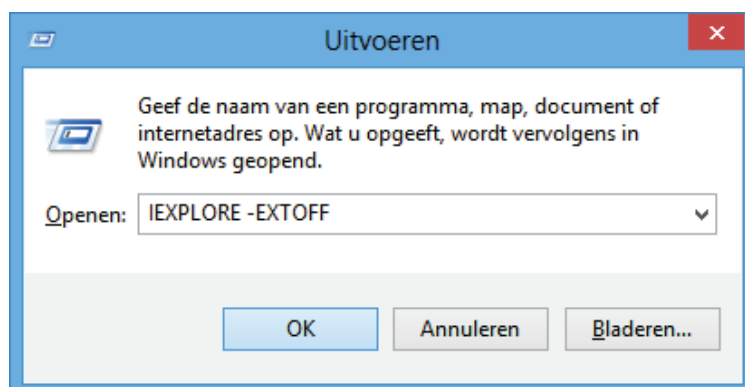 Uitvoeren
Geef de naam van een programma, map, document of
internetadres op. Wat u opgeeft, wordt vervolgens in
Windows geopend.
Openen: IEXPLORE -EXTOFF
OK Annuleren Bladeren...